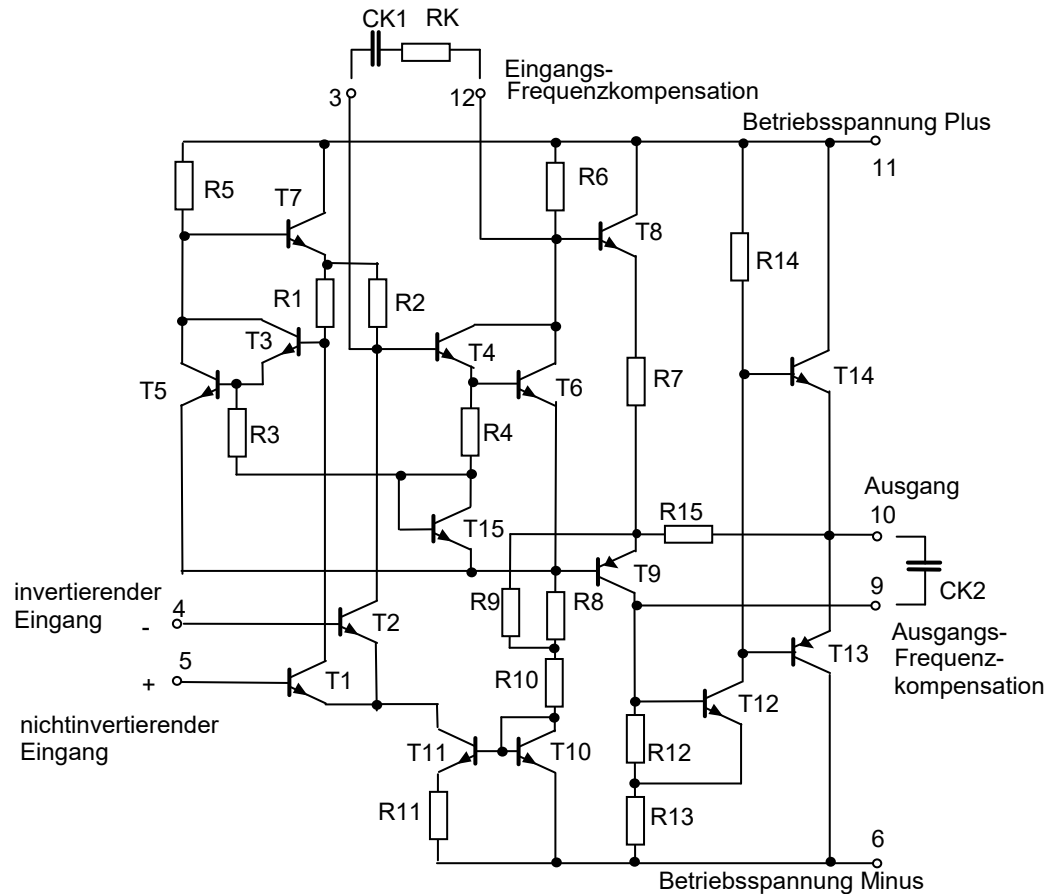 CK1 RK
Eingangs-
Frequenzkompensation
3 12
Betriebsspannung Plus
11
R5
R6
T7
T8
R14
R1
R2
T3
T4
T5
T6
R7
T14
R3
R4
Ausgang
10
R15
T15
T9
9
CK2
invertierender
Eingang
4
-
T2
R9
R8
Ausgangs-
Frequenz-
kompensation
T13
5
+
T1
R10
T12
nichtinvertierender
Eingang
T11
T10
R12
R11
R13
6
Betriebsspannung Minus